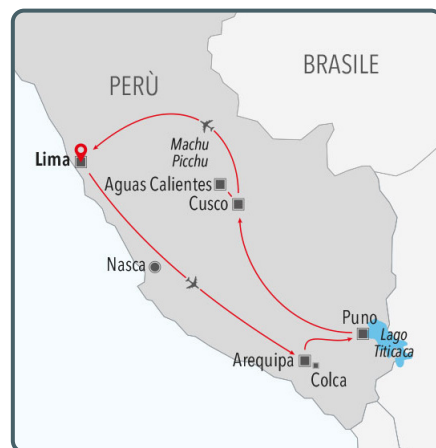 BRASILE
PERÙ
Machu
Picchu
Lima
Aguas Calientes
Cusco
Nasca
Puno
Lago
Titicaca
Arequipa
Colca